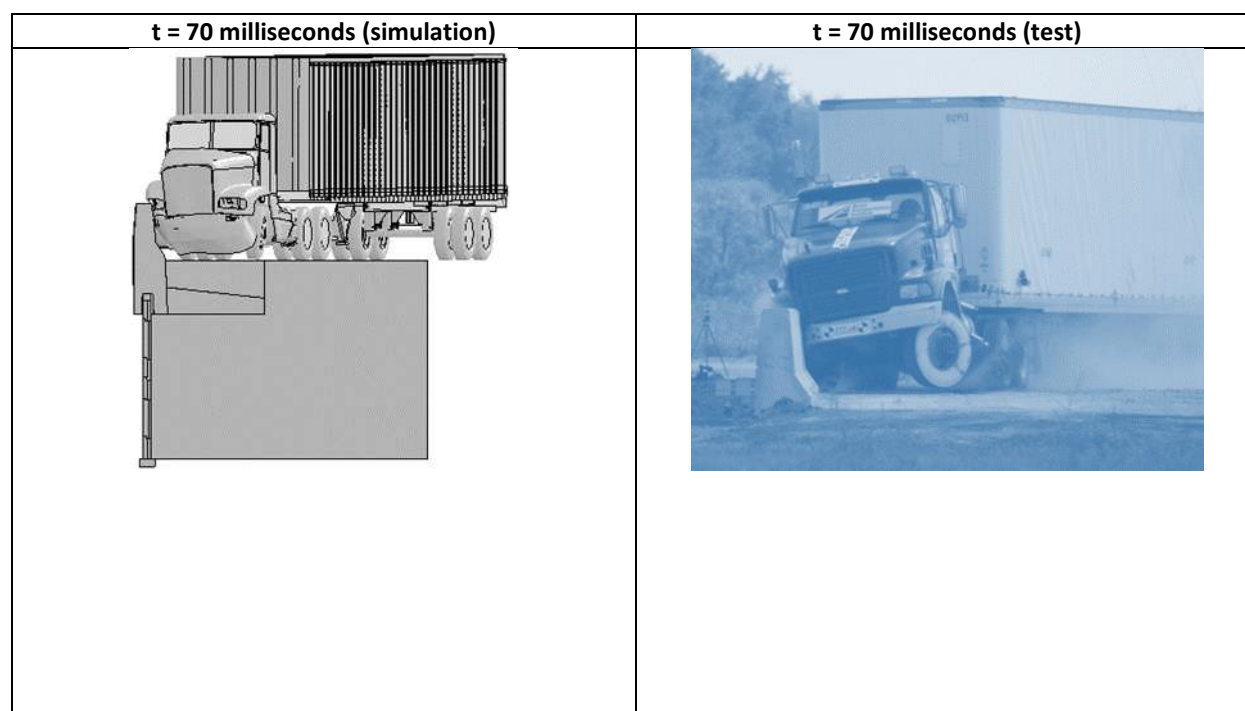 t = 70 milliseconds (simulation)
t = 70 milliseconds (test)